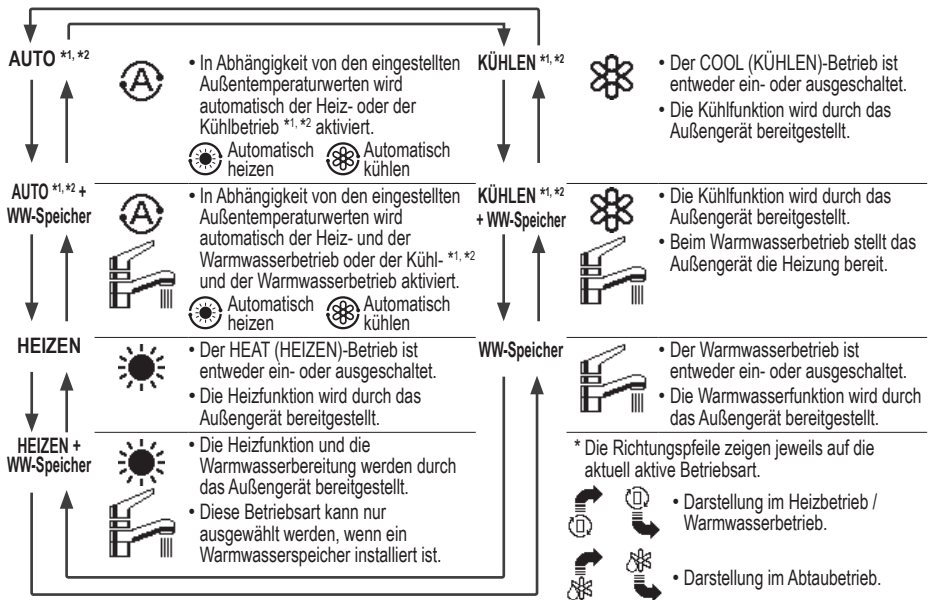 AUTO *1, *2
• In Abhängigkeit von den eingestellten
Außentemperaturwerten wird
automatisch der Heiz- oder der
Kühlbetrieb *1, *2 aktiviert.
Automatisch
heizen
Automatisch
kühlen
AUTO *1, *2 +
WW-Speicher
• In Abhängigkeit von den eingestellten
Außentemperaturwerten wird
automatisch der Heiz- und der
Warmwasserbetrieb oder der Kühl- *1, *2
und der Warmwasserbetrieb aktiviert.
Automatisch
heizen
Automatisch
kühlen
HEIZEN
• Der HEAT (HEIZEN)-Betrieb ist
entweder ein- oder ausgeschaltet.
• Die Heizfunktion wird durch das
Außengerät bereitgestellt.
HEIZEN +
WW-Speicher
• Die Heizfunktion und die
Warmwasserbereitung werden durch
das Außengerät bereitgestellt.
• Diese Betriebsart kann nur
ausgewählt werden, wenn ein
Warmwasserspeicher installiert ist.
KÜHLEN *1, *2
• Der COOL (KÜHLEN)-Betrieb ist
entweder ein- oder ausgeschaltet.
• Die Kühlfunktion wird durch das
Außengerät bereitgestellt.
KÜHLEN *1, *2
+ WW-Speicher
• Die Kühlfunktion wird durch das
Außengerät bereitgestellt.
• Beim Warmwasserbetrieb stellt das
Außengerät die Heizung bereit.
WW-Speicher
• Der Warmwasserbetrieb ist
entweder ein- oder ausgeschaltet.
• Die Warmwasserfunktion wird durch
das Außengerät bereitgestellt.
* Die Richtungspfeile zeigen jeweils auf die
aktuell aktive Betriebsart.
• Darstellung im Heizbetrieb /
Warmwasserbetrieb.
• Darstellung im Abtaubetrieb.